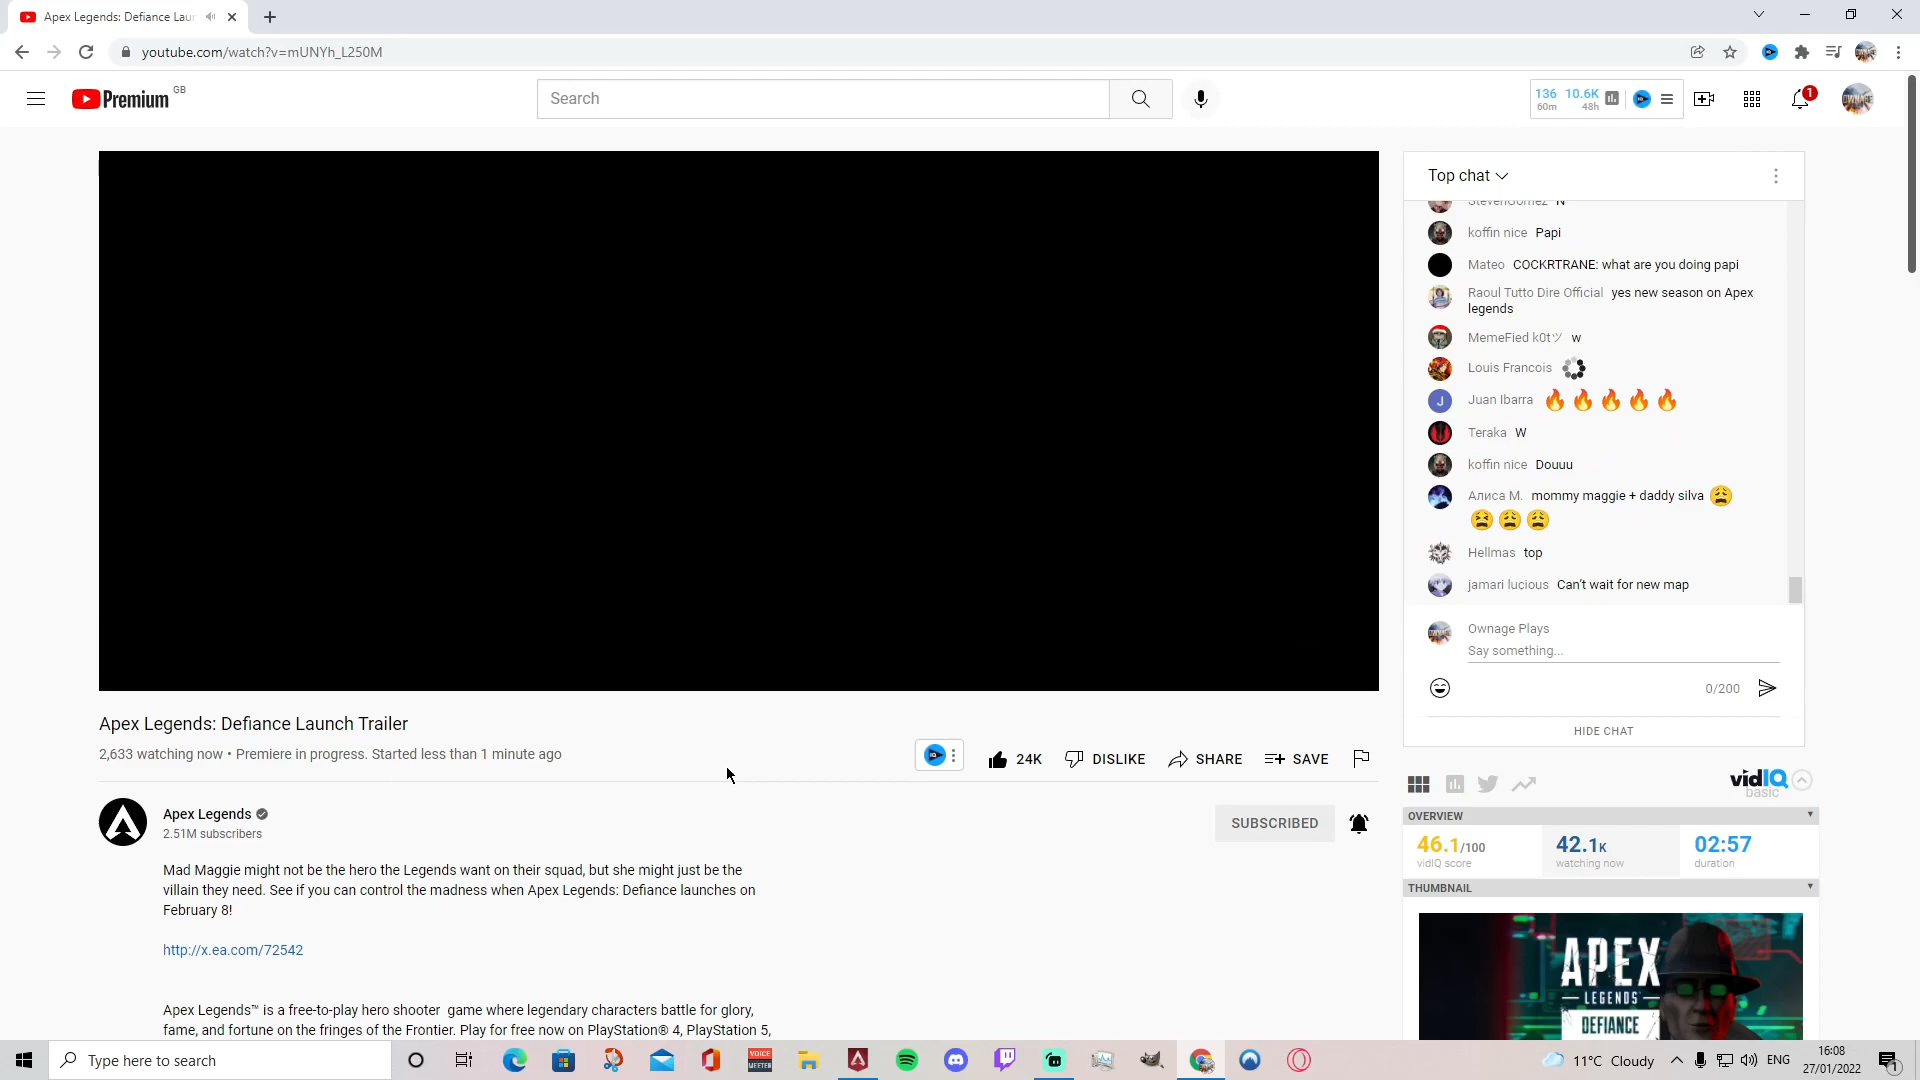 Apex Legends: Defiance Laun
youtube.com/watch?v=mUNYh_L250M
Premium GB
Search
136 10.6K
60m 48h
1
Top chat
StevenGomez N
koffin nice Papi
Mateo COCKRTRANE: what are you doing papi
Raoul Tutto Dire Official yes new season on Apex
legends
MemeFied k0tツ w
Louis Francois
J Juan Ibarra 🔥🔥🔥🔥🔥
Teraka W
koffin nice Douuu
Алиса М. mommy maggie + daddy silva 😩
😫😩😩
Hellmas top
jamari lucious Can't wait for new map
Ownage Plays
Say something...
0/200
HIDE CHAT
Apex Legends: Defiance Launch Trailer
2,633 watching now • Premiere in progress. Started less than 1 minute ago
24K DISLIKE SHARE SAVE
Apex Legends
2.51M subscribers
SUBSCRIBED
Mad Maggie might not be the hero the Legends want on their squad, but she might just be the
villain they need. See if you can control the madness when Apex Legends: Defiance launches on
February 8!
http://x.ea.com/72542
Apex Legends™ is a free-to-play hero shooter game where legendary characters battle for glory,
fame, and fortune on the fringes of the Frontier. Play for free now on PlayStation® 4, PlayStation 5,
vidIQ
basic
OVERVIEW
46.1/100 42.1K 02:57
vidIQ score watching now duration
THUMBNAIL
APEX
LEGENDS
DEFIANCE
Type here to search
VOICE
MEETER
11°C Cloudy
ENG
16:08
27/01/2022
1